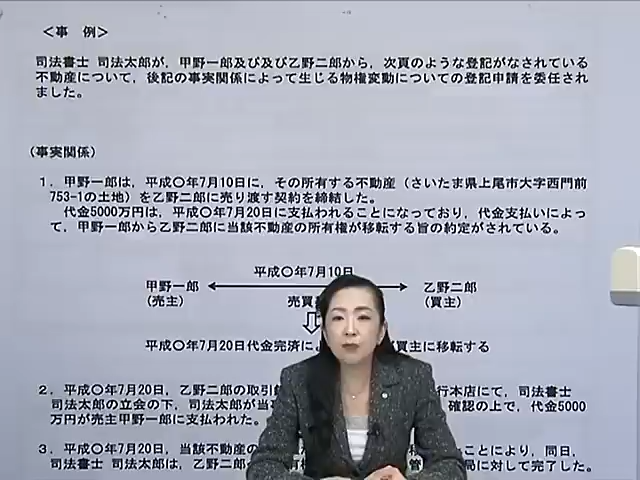 ＜事　例＞
司法書士 司法太郎が，甲野一郎及び及び乙野二郎から，次頁のような登記がなされている
不動産について，後記の事実関係によって生じる物権変動についての登記申請を委任され
ました。
（事実関係）
１．甲野一郎は，平成〇年7月10日に，その所有する不動産（さいたま県上尾市大字西門前
753-1の土地）を乙野二郎に売り渡す契約を締結した。
代金5000万円は，平成〇年7月20日に支払われることになっており，代金支払いによっ
て，甲野一郎から乙野二郎に当該不動産の所有権が移転する旨の約定がされている。
平成〇年7月10日
甲野一郎 乙野二郎
（売主） 売買 （買主）
平成〇年7月20日代金完済に 買主に移転する
２．平成〇年7月20日，乙野二郎の取引 行本店にて，司法書士
司法太郎の立会の下，司法太郎が当 確認の上で，代金5000
万円が売主甲野一郎に支払われた。
３．平成〇年7月20日，当該不動産の ことにより，同日，
司法書士 司法太郎は，乙野二郎 有権 管 局に対して完了した。